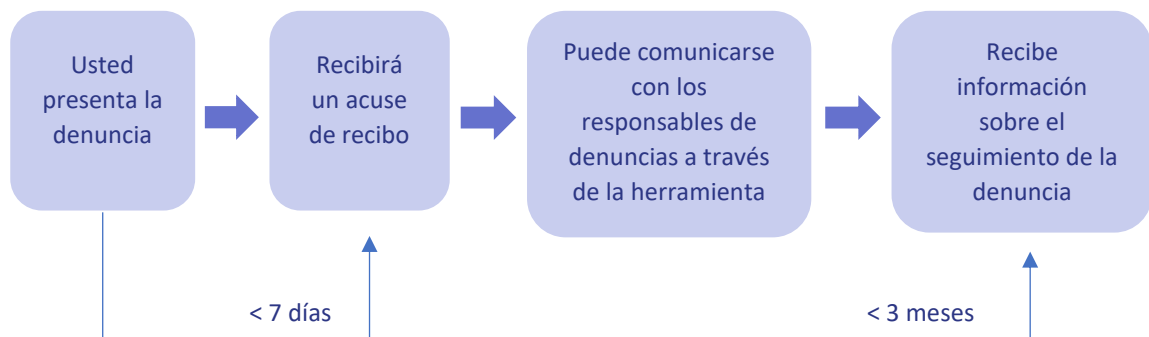 Usted
presenta la
denuncia
Recibirá
un acuse
de recibo
Puede comunicarse
con los
responsables de
denuncias a través
de la herramienta
Recibe
información
sobre el
seguimiento de la
denuncia
< 7 días
< 3 meses